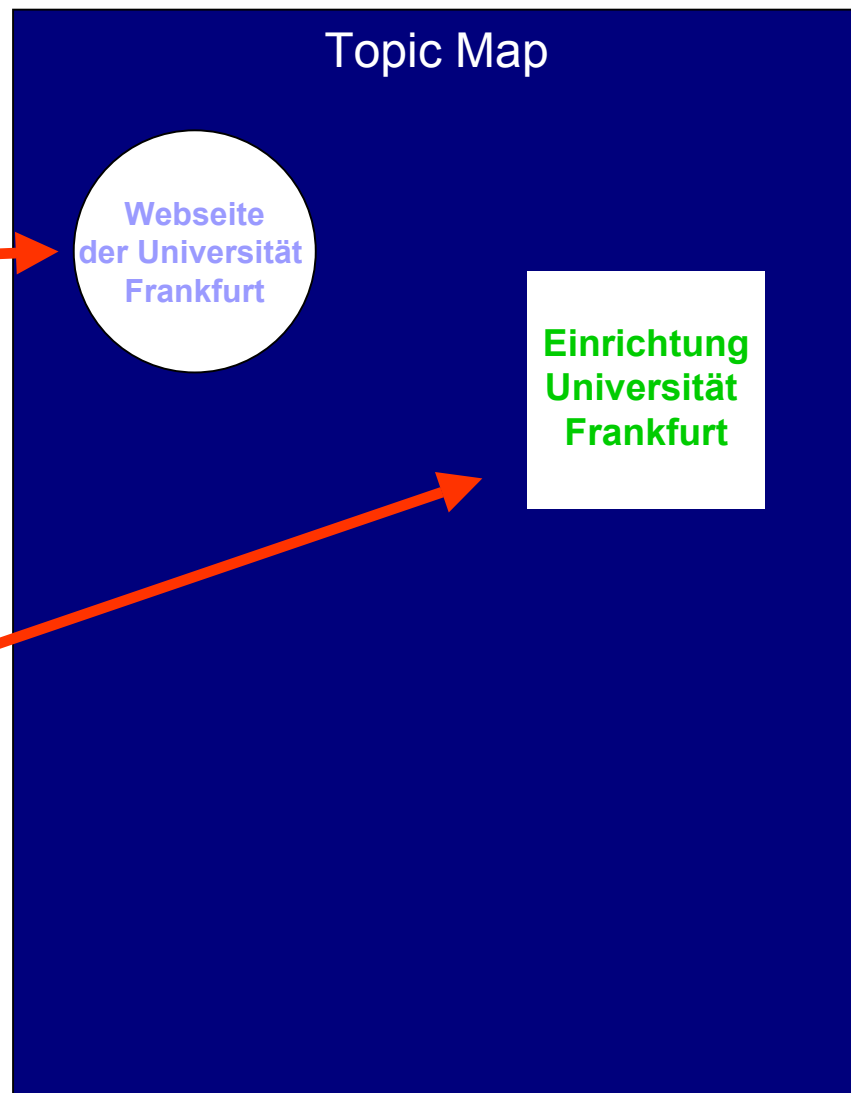 Topic Map
Webseite
der Universität
Frankfurt
Einrichtung
Universität
Frankfurt